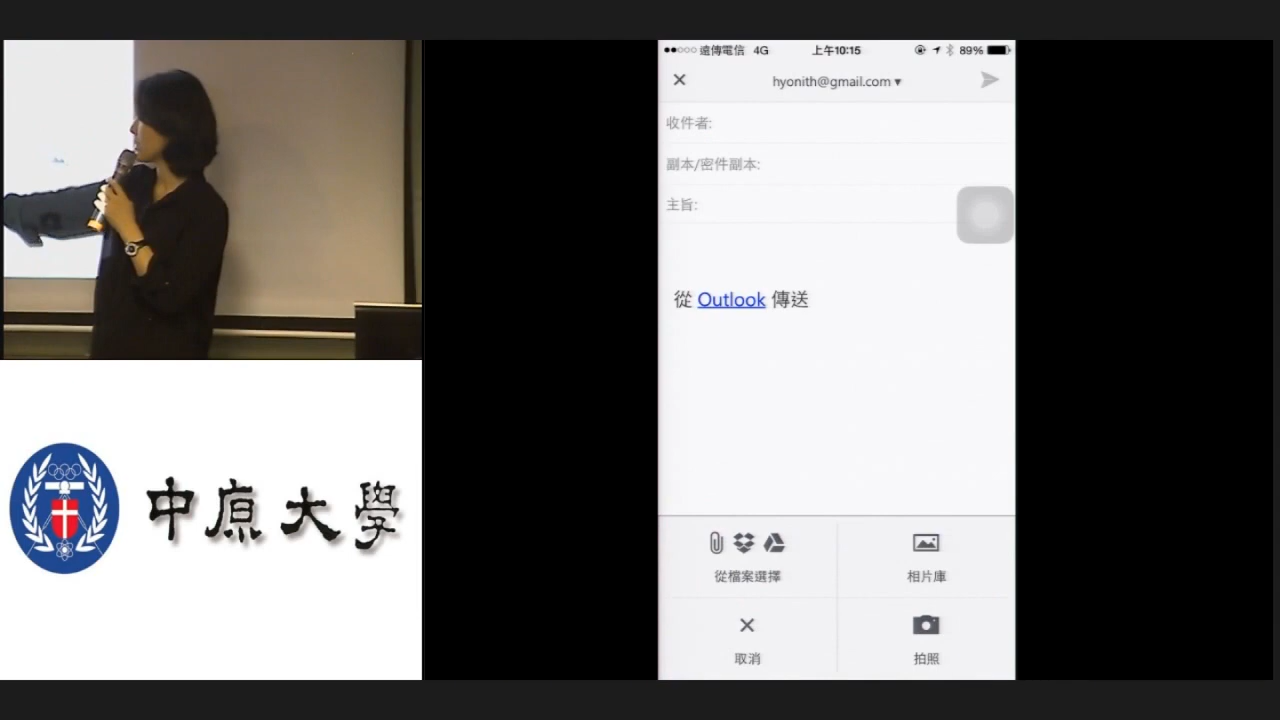 遠傳電信 4G 上午10:15 89%
hyonith@gmail.com ▾
收件者:
副本/密件副本:
主旨:
從 Outlook 傳送
從檔案選擇
相片庫
取消
拍照
中原大學